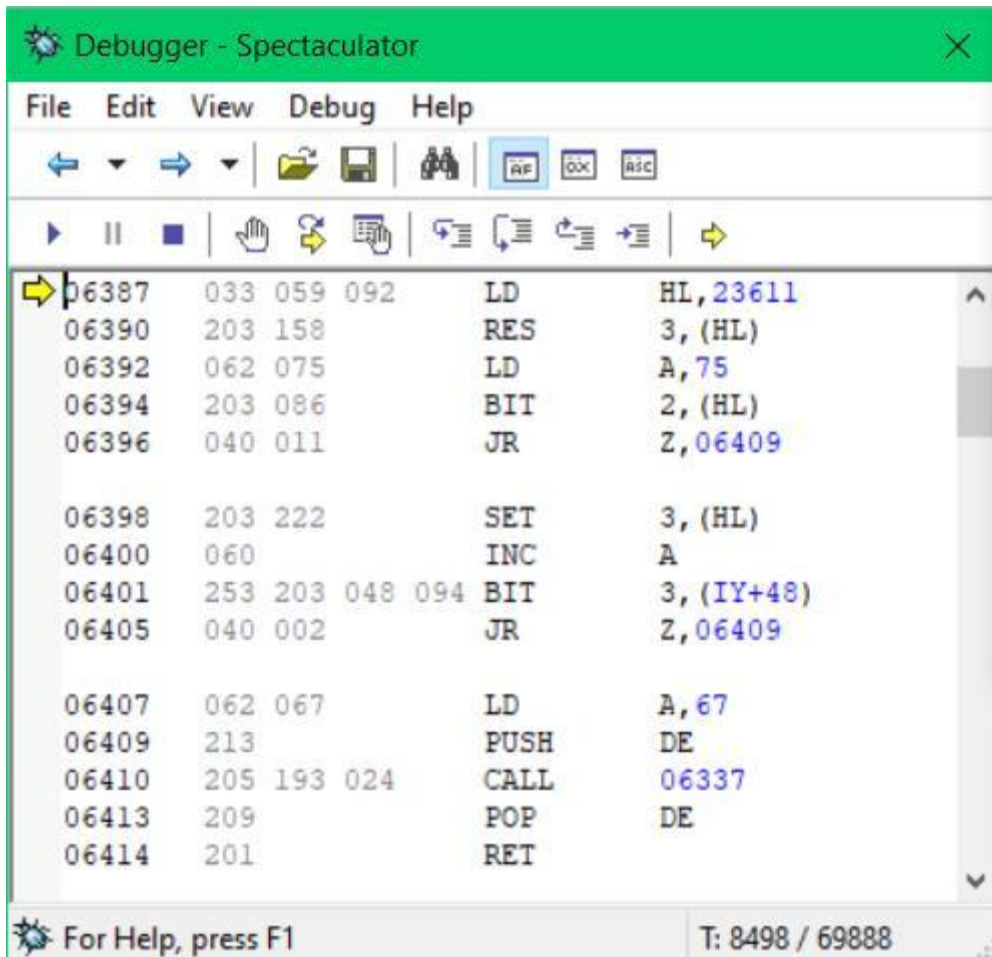 Debugger - Spectaculator
File Edit View Debug Help
AF 0X ASC
06387 033 059 092 LD HL,23611
06390 203 158 RES 3,(HL)
06392 062 075 LD A,75
06394 203 086 BIT 2,(HL)
06396 040 011 JR Z,06409
06398 203 222 SET 3,(HL)
06400 060 INC A
06401 253 203 048 094 BIT 3,(IY+48)
06405 040 002 JR Z,06409
06407 062 067 LD A,67
06409 213 PUSH DE
06410 205 193 024 CALL 06337
06413 209 POP DE
06414 201 RET
For Help, press F1 T: 8498 / 69888